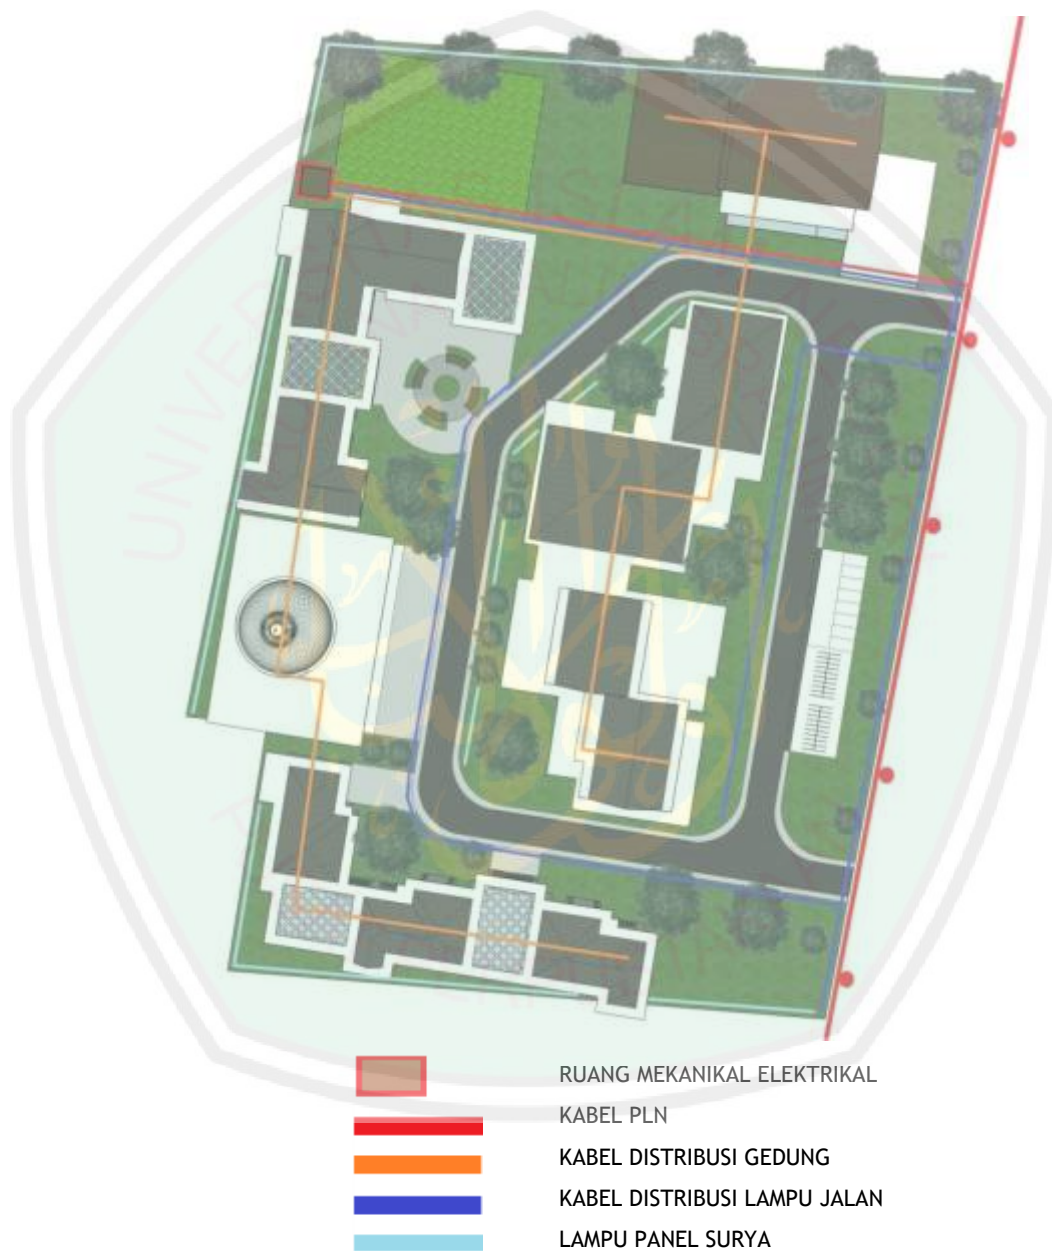 RUANG MEKANIKAL ELEKTRIKAL
KABEL PLN
KABEL DISTRIBUSI GEDUNG
KABEL DISTRIBUSI LAMPU JALAN
LAMPU PANEL SURYA